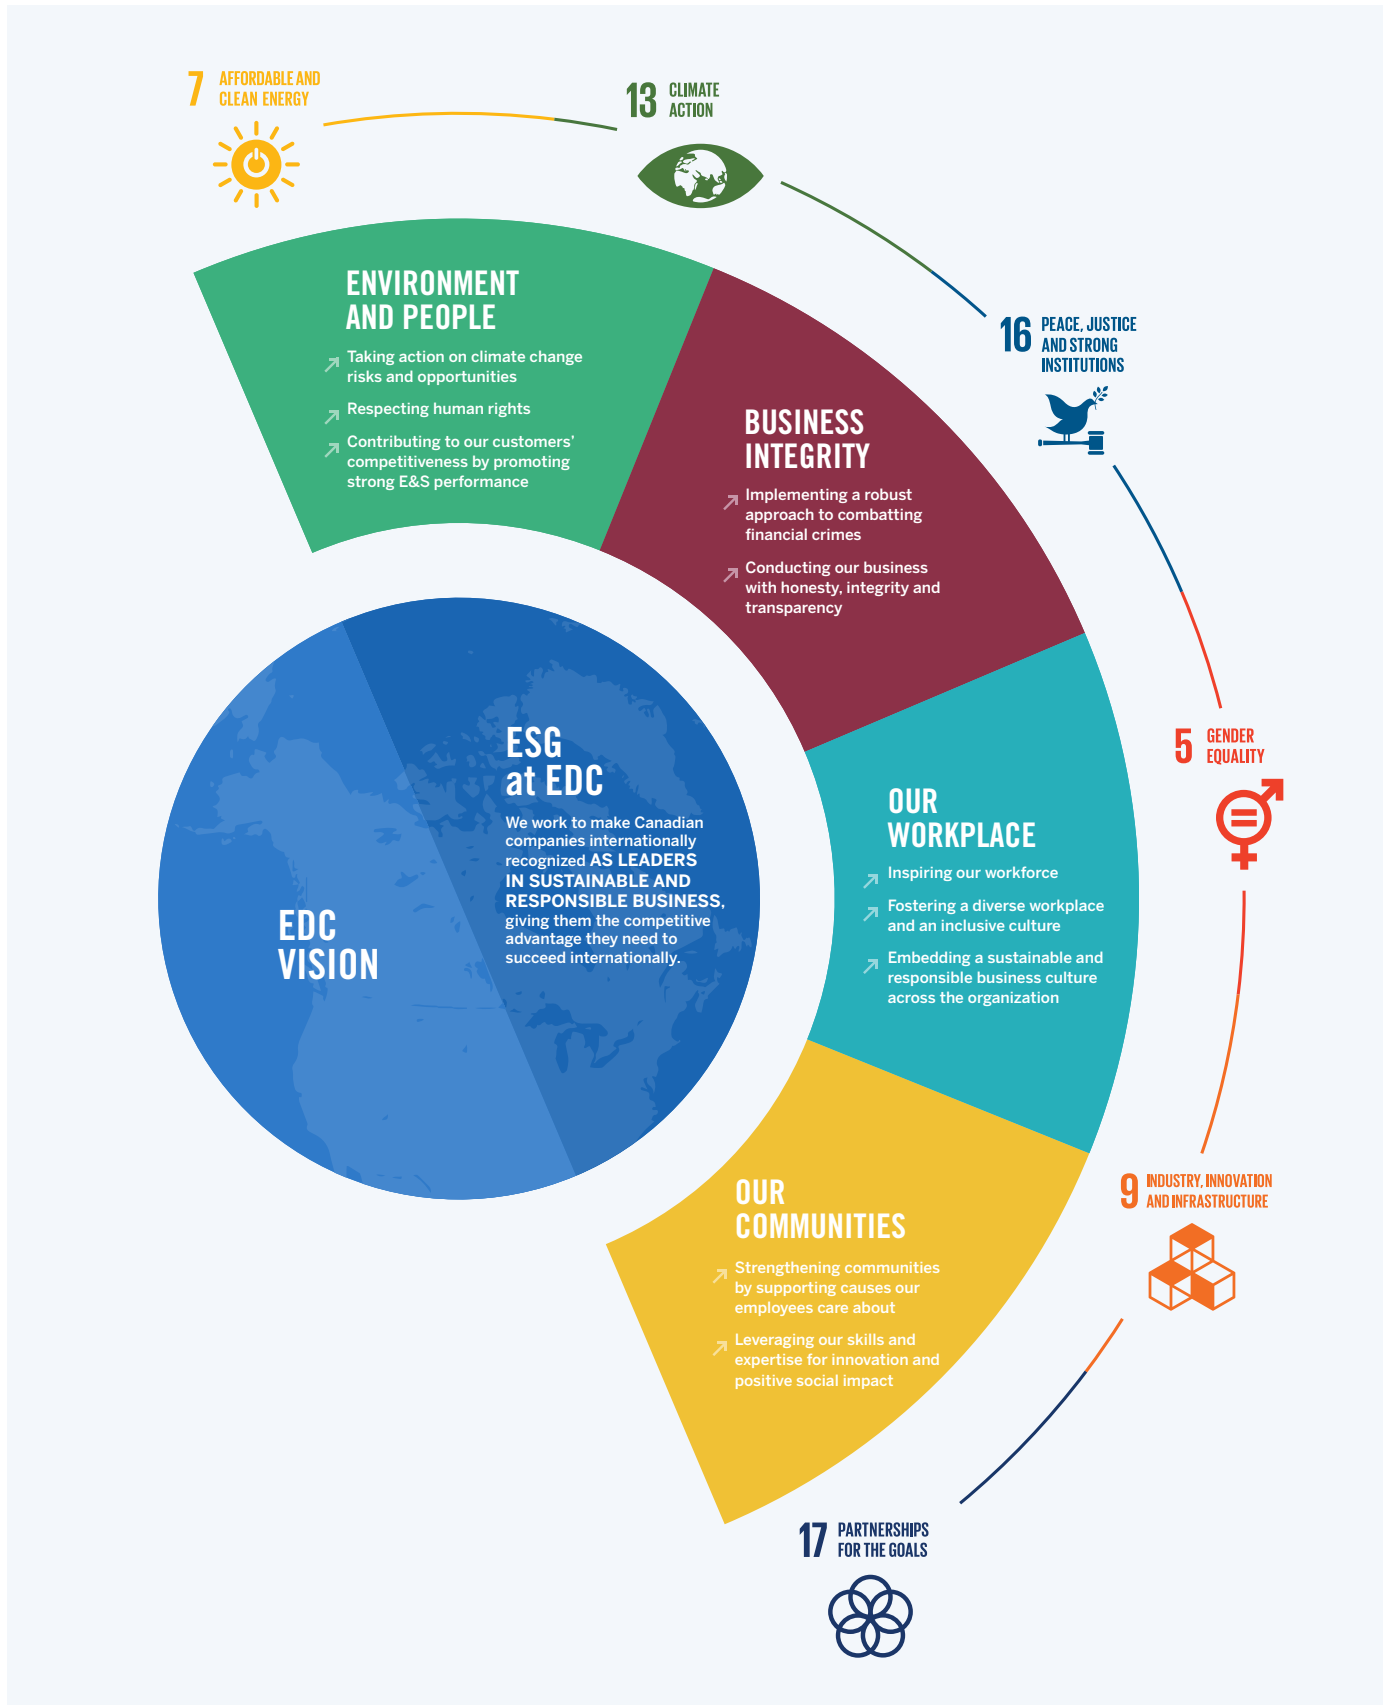 7 AFFORDABLE AND
CLEAN ENERGY
13 CLIMATE
ACTION
ENVIRONMENT
AND PEOPLE
Taking action on climate change
risks and opportunities
Respecting human rights
Contributing to our customers’
competitiveness by promoting
strong E&S performance
16 PEACE, JUSTICE
AND STRONG
INSTITUTIONS
BUSINESS
INTEGRITY
Implementing a robust
approach to combatting
financial crimes
Conducting our business
with honesty, integrity and
transparency
5 GENDER
EQUALITY
OUR
WORKPLACE
Inspiring our workforce
Fostering a diverse workplace
and an inclusive culture
Embedding a sustainable and
responsible business culture
across the organization
ESG
at EDC
We work to make Canadian
companies internationally
recognized AS LEADERS
IN SUSTAINABLE AND
RESPONSIBLE BUSINESS,
giving them the competitive
advantage they need to
succeed internationally.
EDC
VISION
9 INDUSTRY, INNOVATION
AND INFRASTRUCTURE
OUR
COMMUNITIES
Strengthening communities
by supporting causes our
employees care about
Leveraging our skills and
expertise for innovation and
positive social impact
17 PARTNERSHIPS
FOR THE GOALS